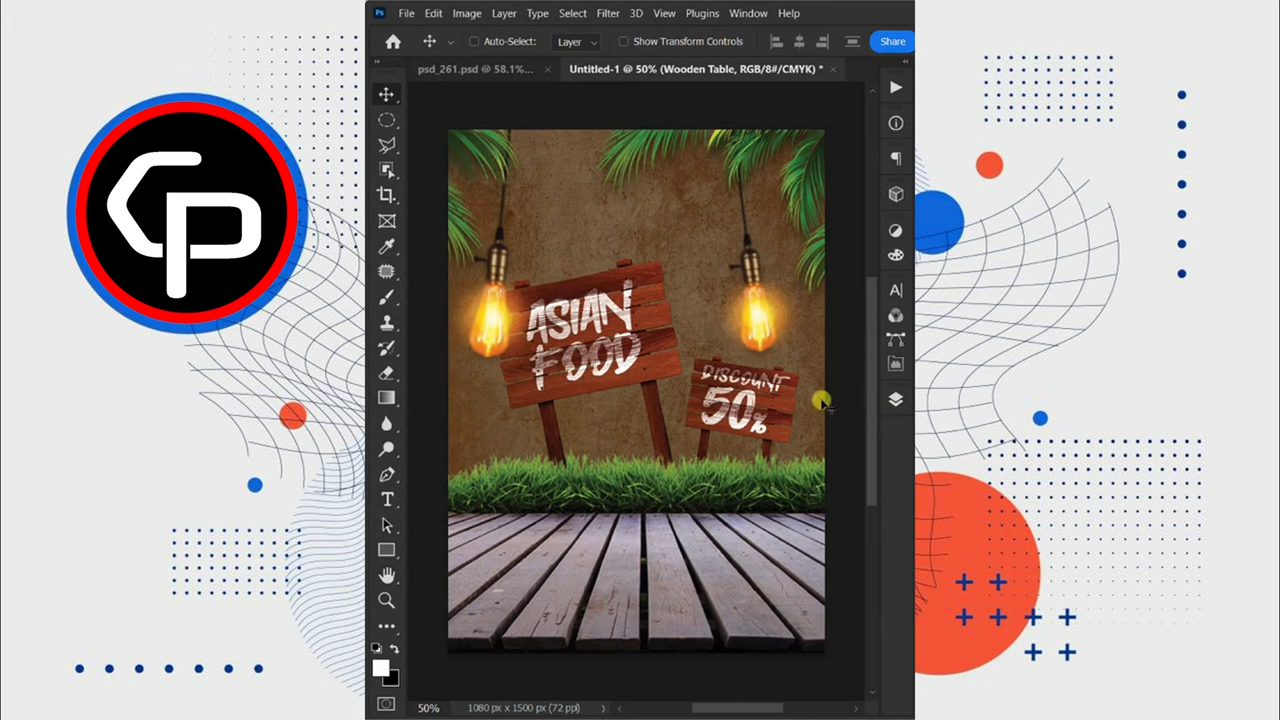 CP
Ps File Edit Image Layer Type Select Filter 3D View Plugins Window Help
Auto-Select: Layer Show Transform Controls Share
psd_261.psd @ 58.1%... × Untitled-1 @ 50% (Wooden Table, RGB/8#/CMYK) * ×
ASIAN
FOOD
DISCOUNT
50%
50% 1080 px x 1500 px (72 ppi)